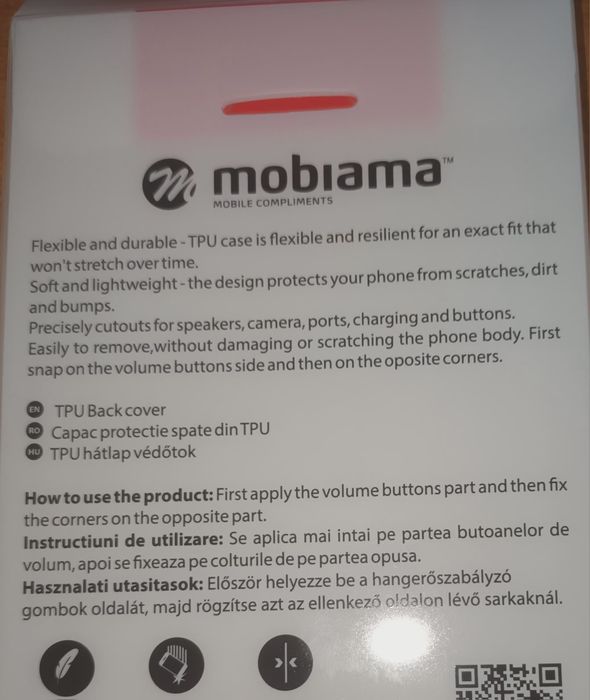 mobıama™
MOBILE COMPLIMENTS
Flexible and durable - TPU case is flexible and resilient for an exact fit that
won't stretch over time.
Soft and lightweight - the design protects your phone from scratches, dirt
and bumps.
Precisely cutouts for speakers, camera, ports, charging and buttons.
Easily to remove,without damaging or scratching the phone body. First
snap on the volume buttons side and then on the oposite corners.
EN TPU Back cover
RO Capac protectie spate din TPU
HU TPU hátlap védőtok
How to use the product: First apply the volume buttons part and then fix
the corners on the opposite part.
Instructiuni de utilizare: Se aplica mai intai pe partea butoanelor de
volum, apoi se fixeaza pe colturile de pe partea opusa.
Hasznalati utasitasok: Először helyezze be a hangerőszabályzó
gombok oldalát, majd rögzítse azt az ellenkező oldalon lévő sarkaknál.